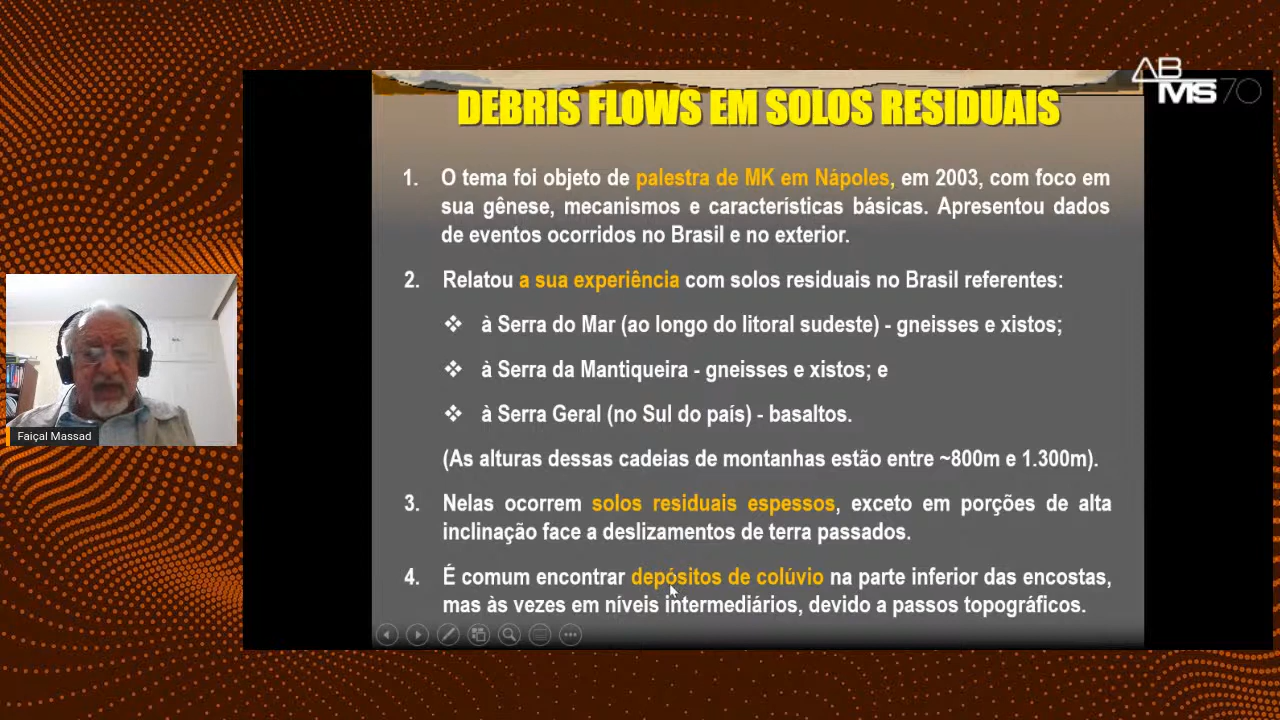 ABMS70
DEBRIS FLOWS EM SOLOS RESIDUAIS
1. O tema foi objeto de palestra de MK em Nápoles, em 2003, com foco em
sua gênese, mecanismos e características básicas. Apresentou dados
de eventos ocorridos no Brasil e no exterior.
2. Relatou a sua experiência com solos residuais no Brasil referentes:
❖ à Serra do Mar (ao longo do litoral sudeste) - gneisses e xistos;
❖ à Serra da Mantiqueira - gneisses e xistos; e
❖ à Serra Geral (no Sul do país) - basaltos.
(As alturas dessas cadeias de montanhas estão entre ~800m e 1.300m).
3. Nelas ocorrem solos residuais espessos, exceto em porções de alta
inclinação face a deslizamentos de terra passados.
4. É comum encontrar depósitos de colúvio na parte inferior das encostas,
mas às vezes em níveis intermediários, devido a passos topográficos.
Faiçal Massad